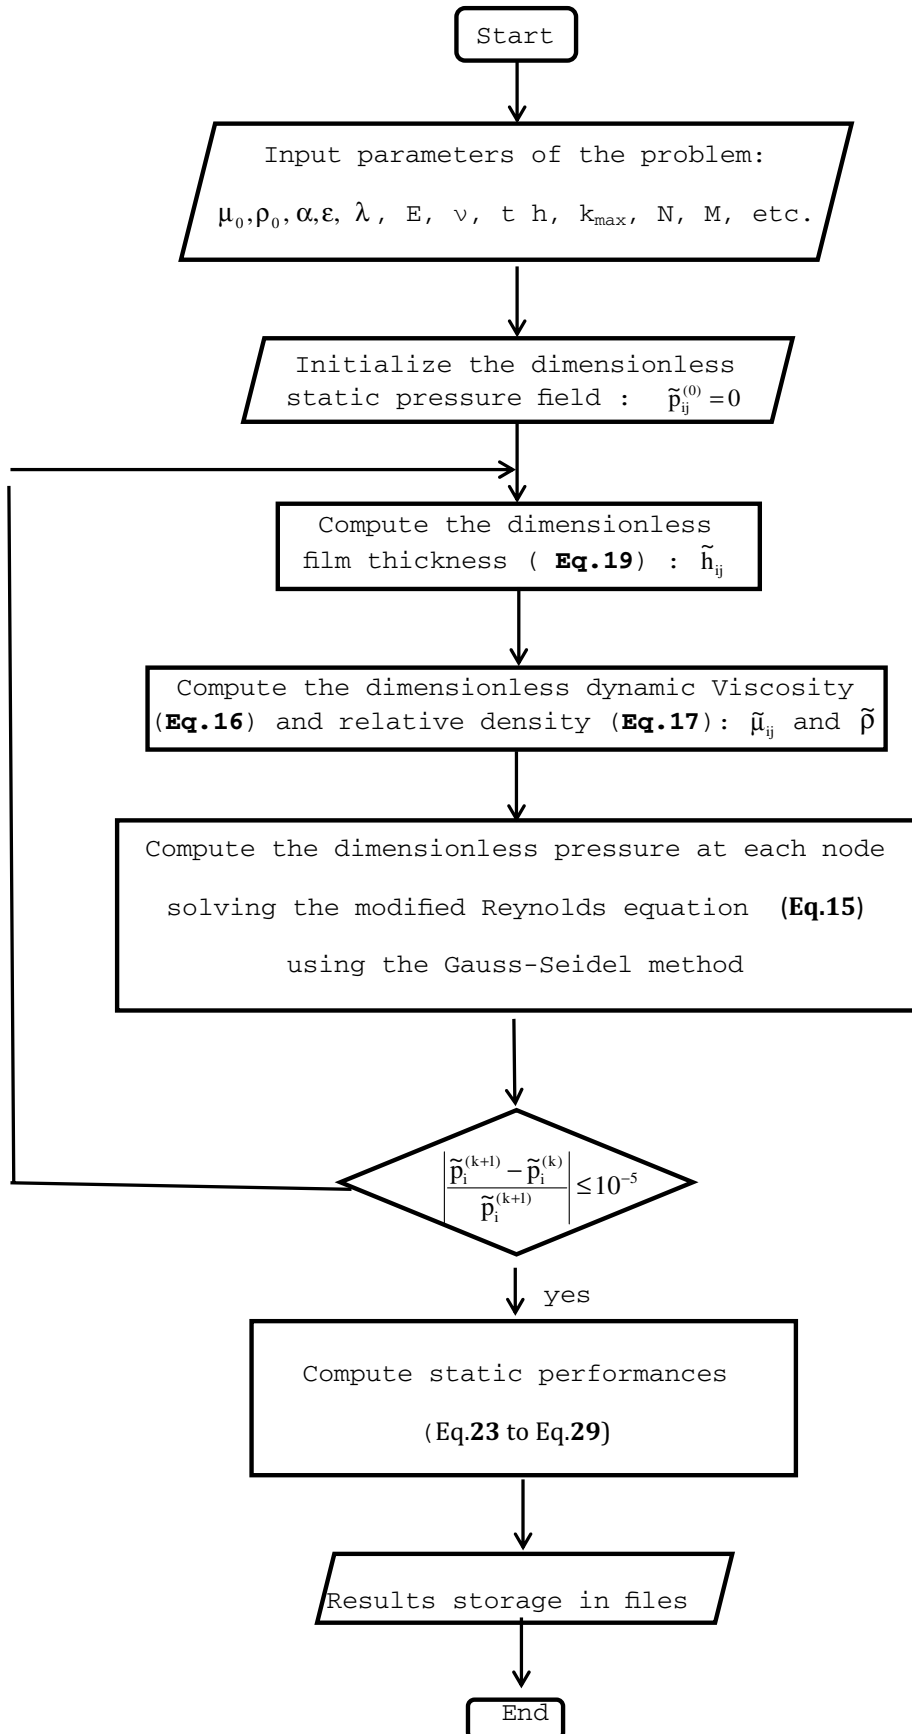 Start
Input parameters of the problem:
μ₀,ρ₀, α,ε, λ , E, ν, t h, kₘₐₓ, N, M, etc.
Initialize the dimensionless
static pressure field : p̃ᵢⱼ⁽⁰⁾ = 0
Compute the dimensionless
film thickness ( Eq.19) : h̃ᵢⱼ
Compute the dimensionless dynamic Viscosity
(Eq.16) and relative density (Eq.17): μ̃ᵢⱼ and ρ̃
Compute the dimensionless pressure at each node
solving the modified Reynolds equation (Eq.15)
using the Gauss-Seidel method
|(p̃ᵢ⁽ᵏ⁺¹⁾ − p̃ᵢ⁽ᵏ⁾) / p̃ᵢ⁽ᵏ⁺¹⁾| ≤ 10⁻⁵
yes
Compute static performances
(Eq.23 to Eq.29)
Results storage in files
End